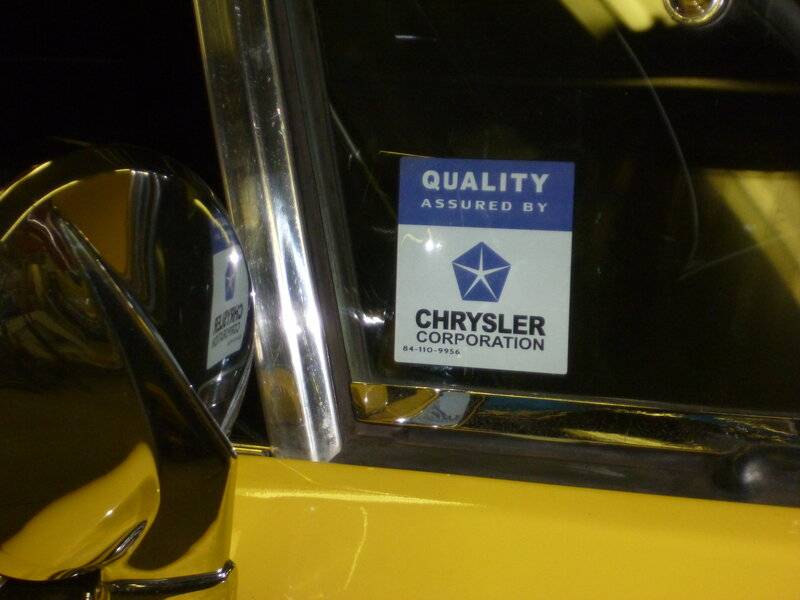 QUALITY
ASSURED BY
CHRYSLER
CORPORATION
84-110-9956